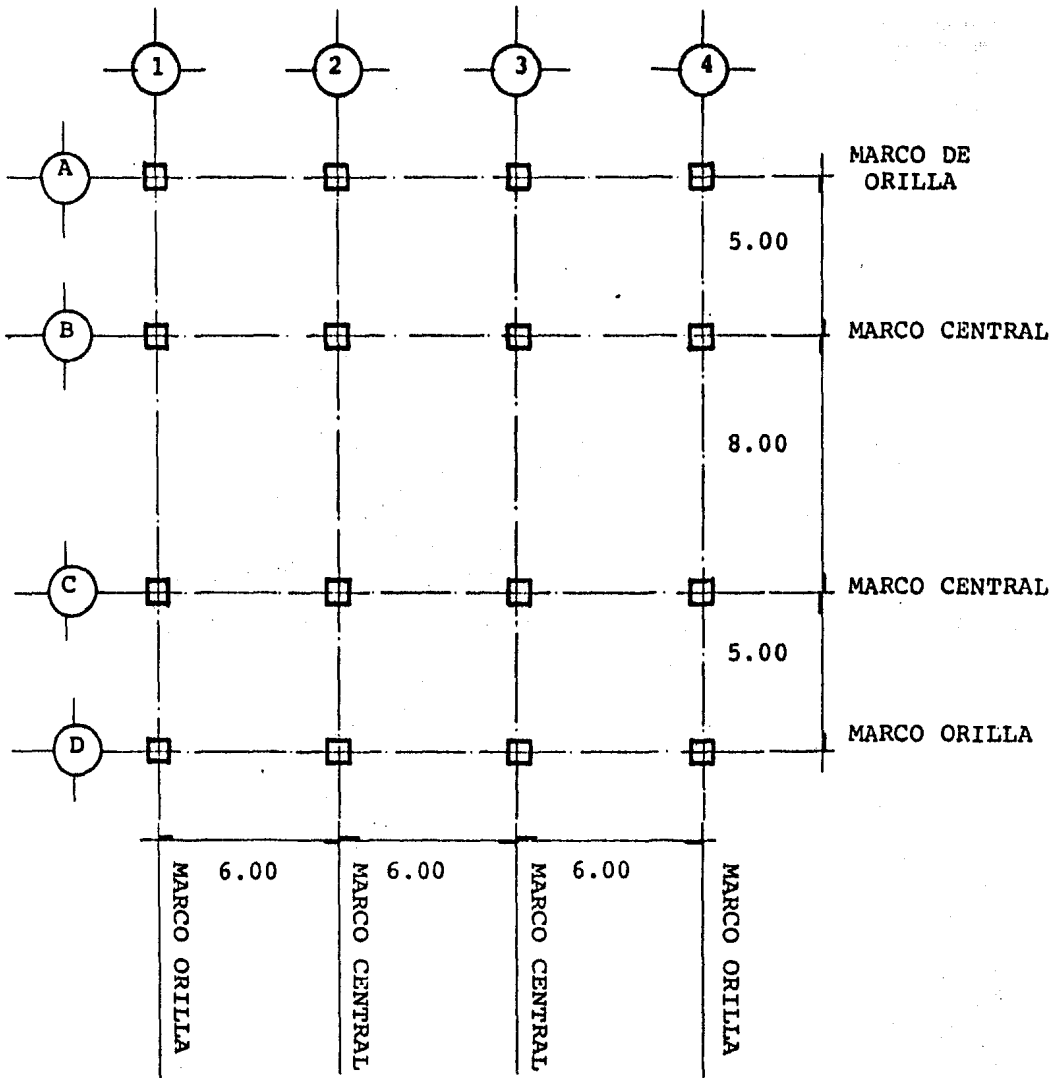 1 2 3 4
A
MARCO DE
ORILLA
5.00
B
MARCO CENTRAL
8.00
C
MARCO CENTRAL
5.00
D
MARCO ORILLA
6.00 6.00 6.00
MARCO ORILLA
MARCO CENTRAL
MARCO CENTRAL
MARCO ORILLA